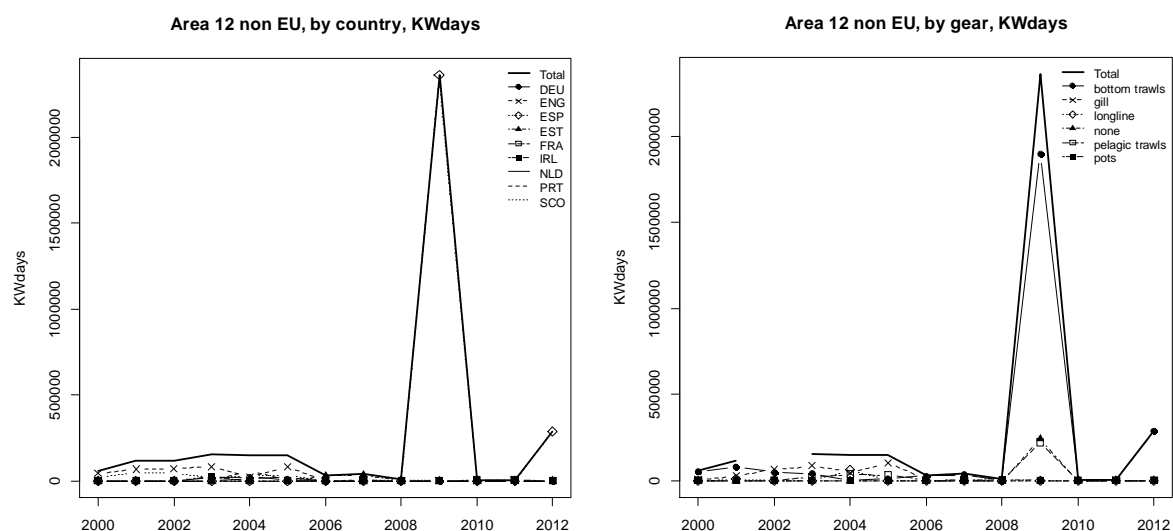 Area 12 non EU, by country, KWdays
KWdays
2000000
1500000
1000000
500000
0
2000 2002 2004 2006 2008 2010 2012
Total
DEU
ENG
ESP
EST
FRA
IRL
NLD
PRT
SCO
Area 12 non EU, by gear, KWdays
KWdays
2000000
1500000
1000000
500000
0
2000 2002 2004 2006 2008 2010 2012
Total
bottom trawls
gill
longline
none
pelagic trawls
pots